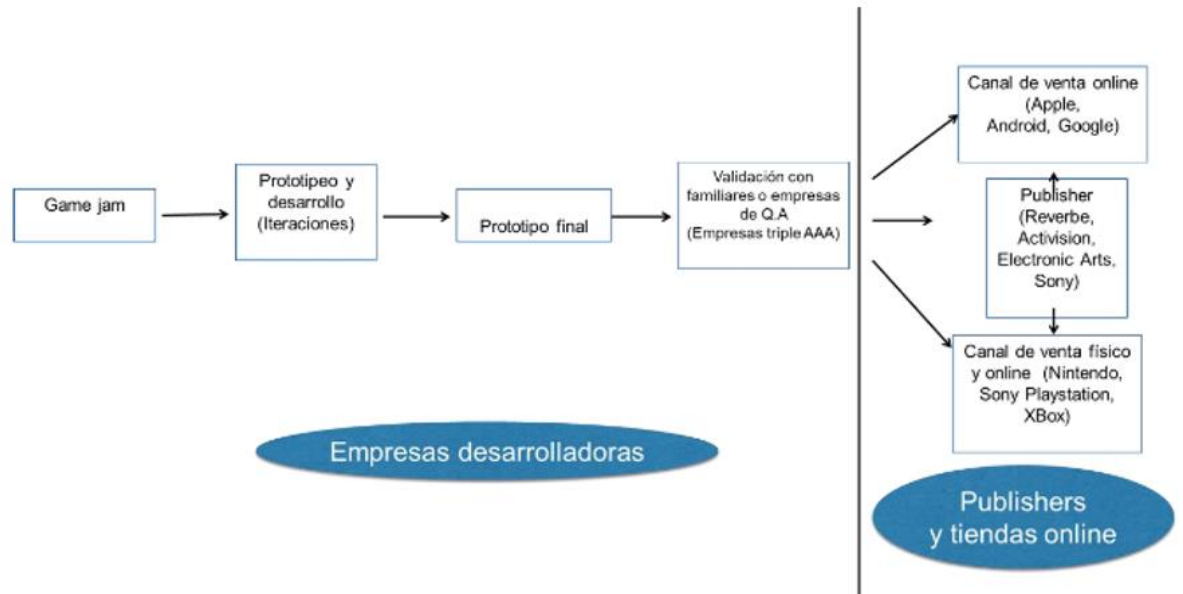 Game jam
Prototipeo y
desarrollo
(Iteraciones)
Prototipo final
Validación con
familiares o empresas
de Q.A
(Empresas triple AAA)
Canal de venta online
(Apple,
Android, Google)
Publisher
(Reverbe,
Activision,
Electronic Arts,
Sony)
Canal de venta físico
y online (Nintendo,
Sony Playstation,
XBox)
Empresas desarrolladoras
Publishers
y tiendas online